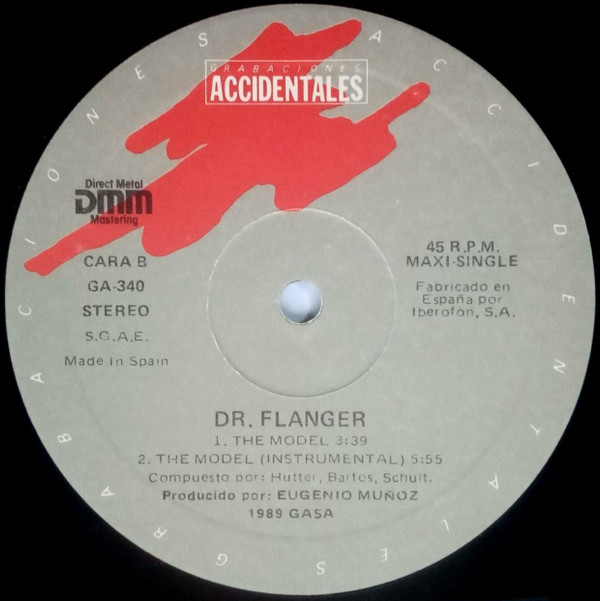 GRABACIONES
ACCIDENTALES
GRABACIONES ACCIDENTALES
Direct Metal
DMM
Mastering
CARA B
GA-340
STEREO
S.G.A.E.
Made in Spain
45 R.P.M.
MAXI-SINGLE
Fabricado en
España por
Iberofon, S.A.
DR. FLANGER
1. THE MODEL 3:39
2. THE MODEL (INSTRUMENTAL) 5:55
Compuesto por: Hutter, Bartos, Schult.
Producido por: EUGENIO MUÑOZ
1989 GASA